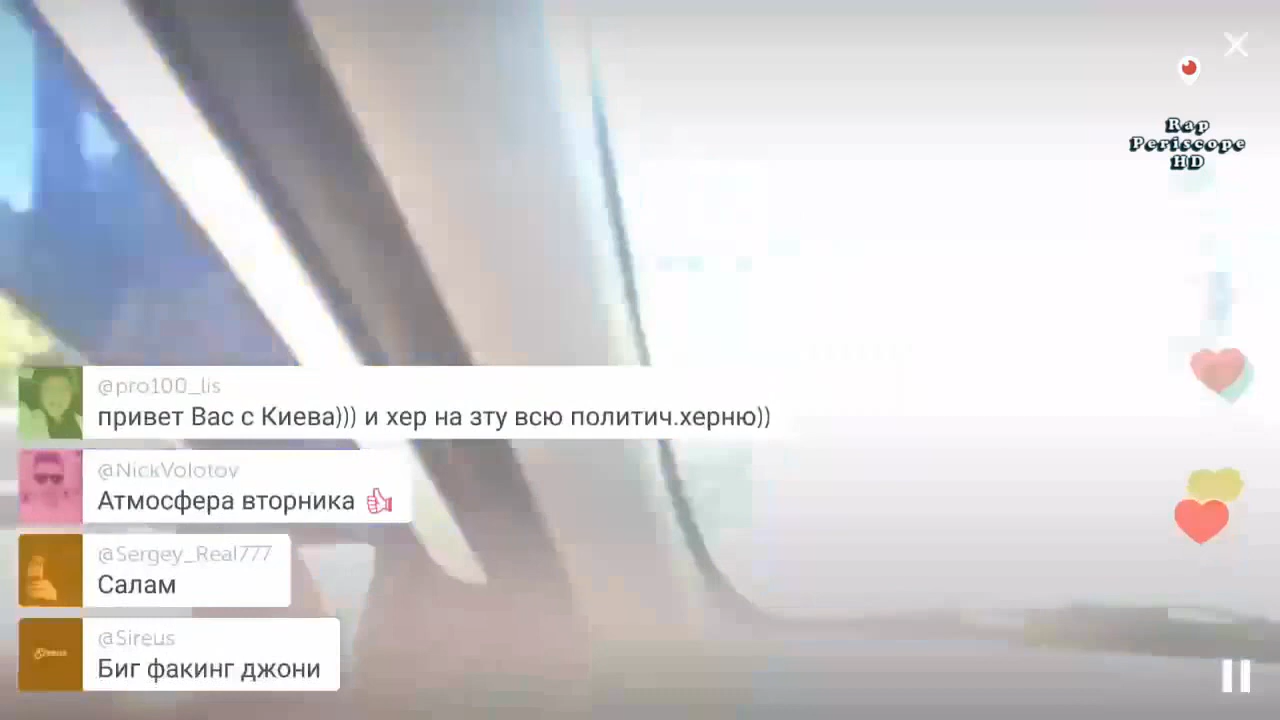 Rap
Periscope
HD
@pro100_lis
привет Вас с Киева))) и хер на зту всю политич.херню))
@NickVolotov
Атмосфера вторника 👍
@Sergey_Real777
Салам
@Sireus
Биг факинг джони